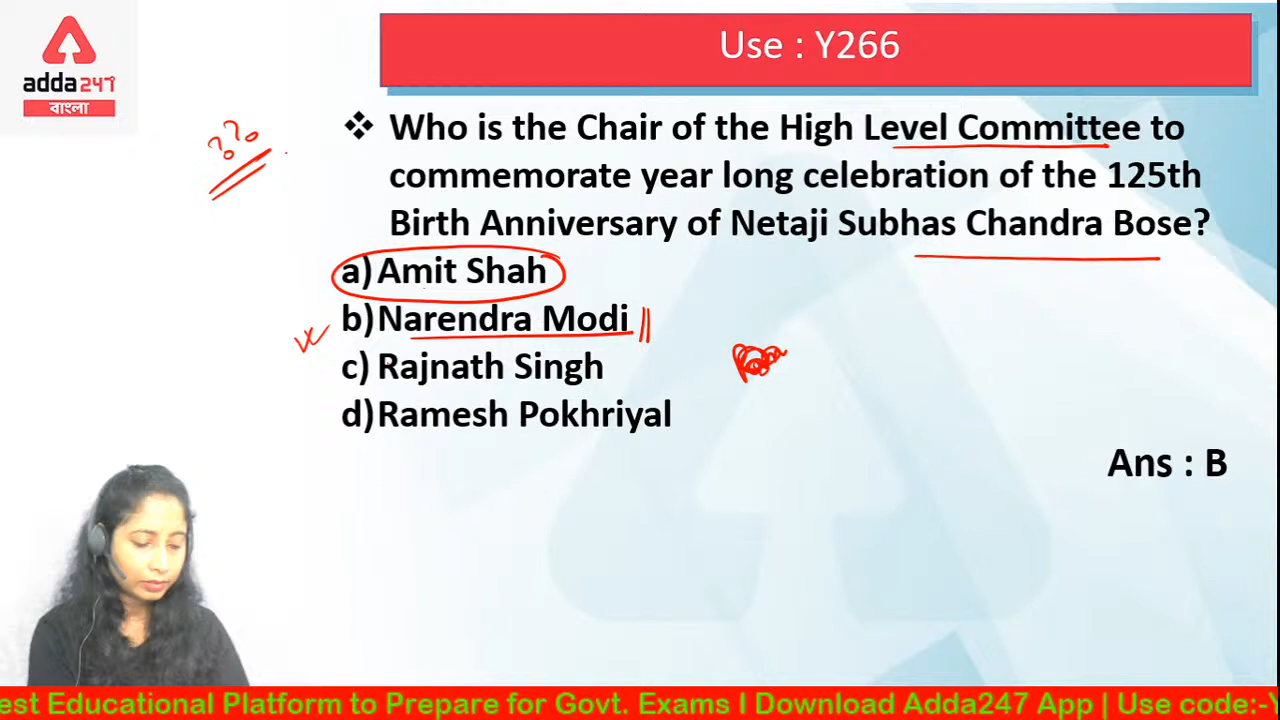 adda247
বাংলা
Use : Y266
❖ Who is the Chair of the High Level Committee to
commemorate year long celebration of the 125th
Birth Anniversary of Netaji Subhas Chandra Bose?
a) Amit Shah
b) Narendra Modi
c) Rajnath Singh
d) Ramesh Pokhriyal
Ans : B
est Educational Platform to Prepare for Govt. Exams I Download Adda247 App | Use code:-Y